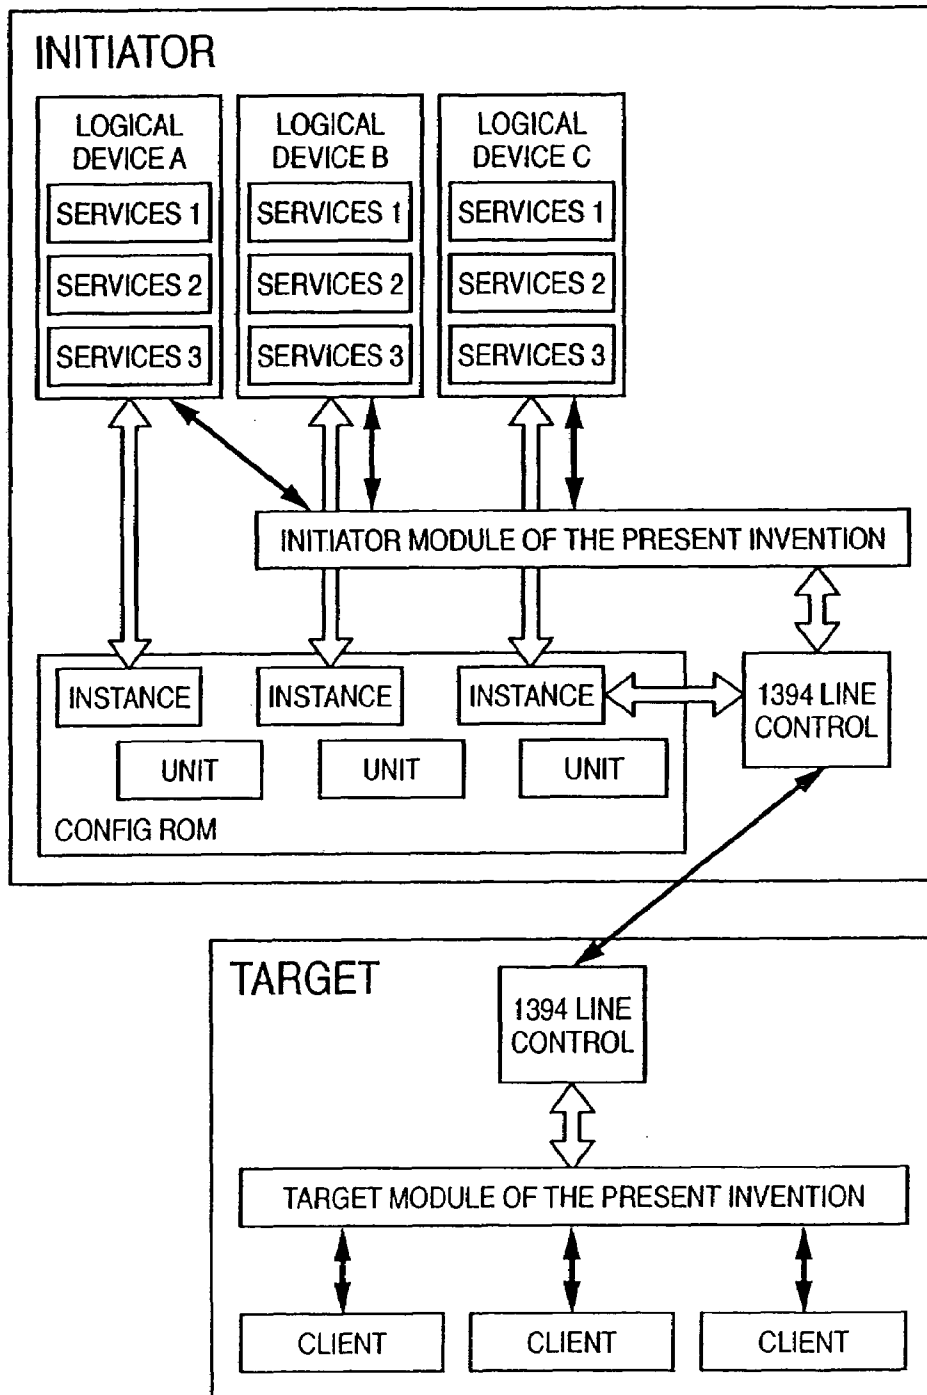 INITIATOR
LOGICAL
DEVICE A
SERVICES 1
SERVICES 2
SERVICES 3
LOGICAL
DEVICE B
SERVICES 1
SERVICES 2
SERVICES 3
LOGICAL
DEVICE C
SERVICES 1
SERVICES 2
SERVICES 3
INITIATOR MODULE OF THE PRESENT INVENTION
INSTANCE
INSTANCE
INSTANCE
1394 LINE
CONTROL
UNIT
UNIT
UNIT
CONFIG ROM
TARGET
1394 LINE
CONTROL
TARGET MODULE OF THE PRESENT INVENTION
CLIENT
CLIENT
CLIENT